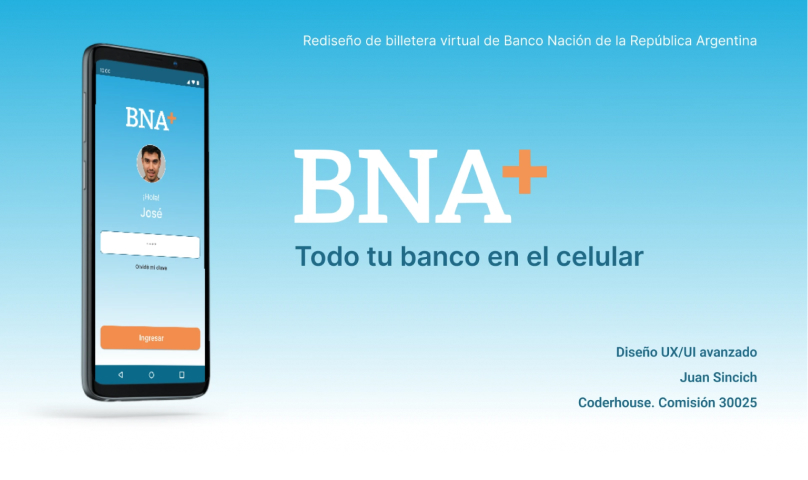 Rediseño de billetera virtual de Banco Nación de la República Argentina
BNA+
¡Hola!
José
····
Olvidé mi clave
Ingresar
BNA+
Todo tu banco en el celular
Diseño UX/UI avanzado
Juan Sincich
Coderhouse. Comisión 30025